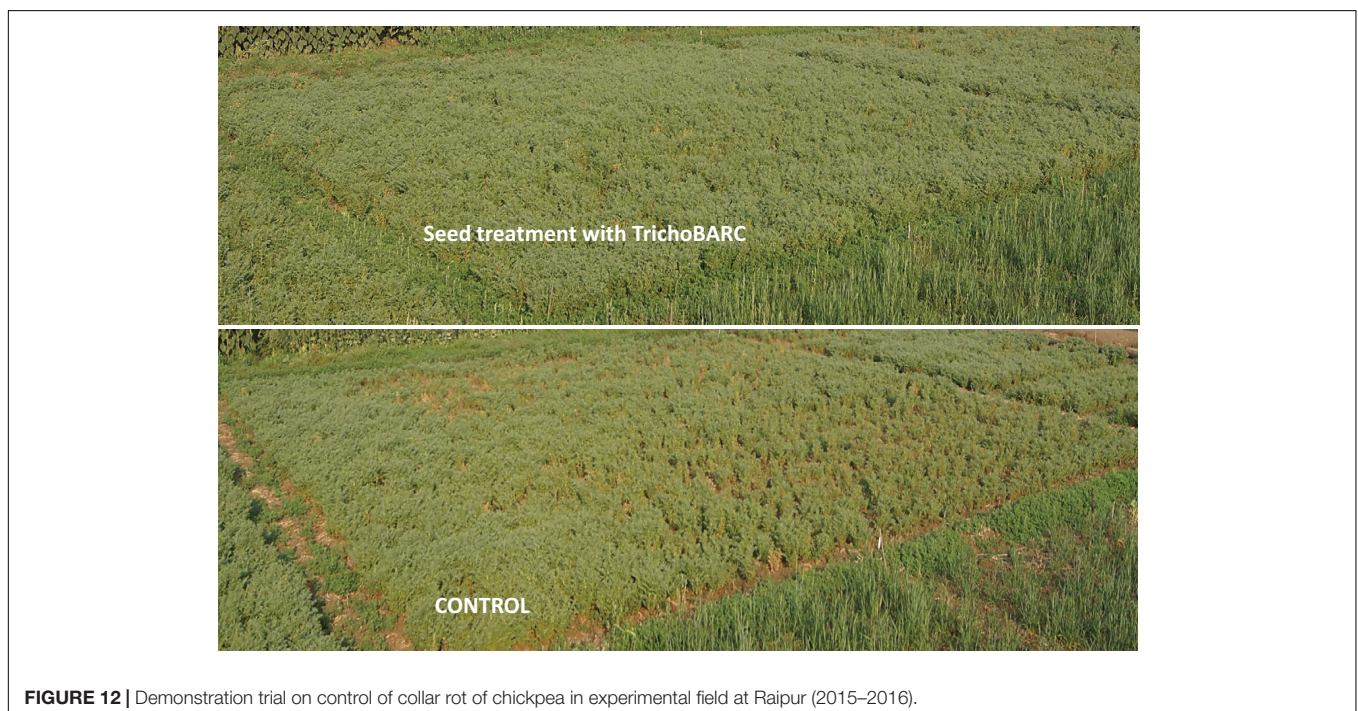 Seed treatment with TrichoBARC
CONTROL
FIGURE 12 | Demonstration trial on control of collar rot of chickpea in experimental field at Raipur (2015–2016).